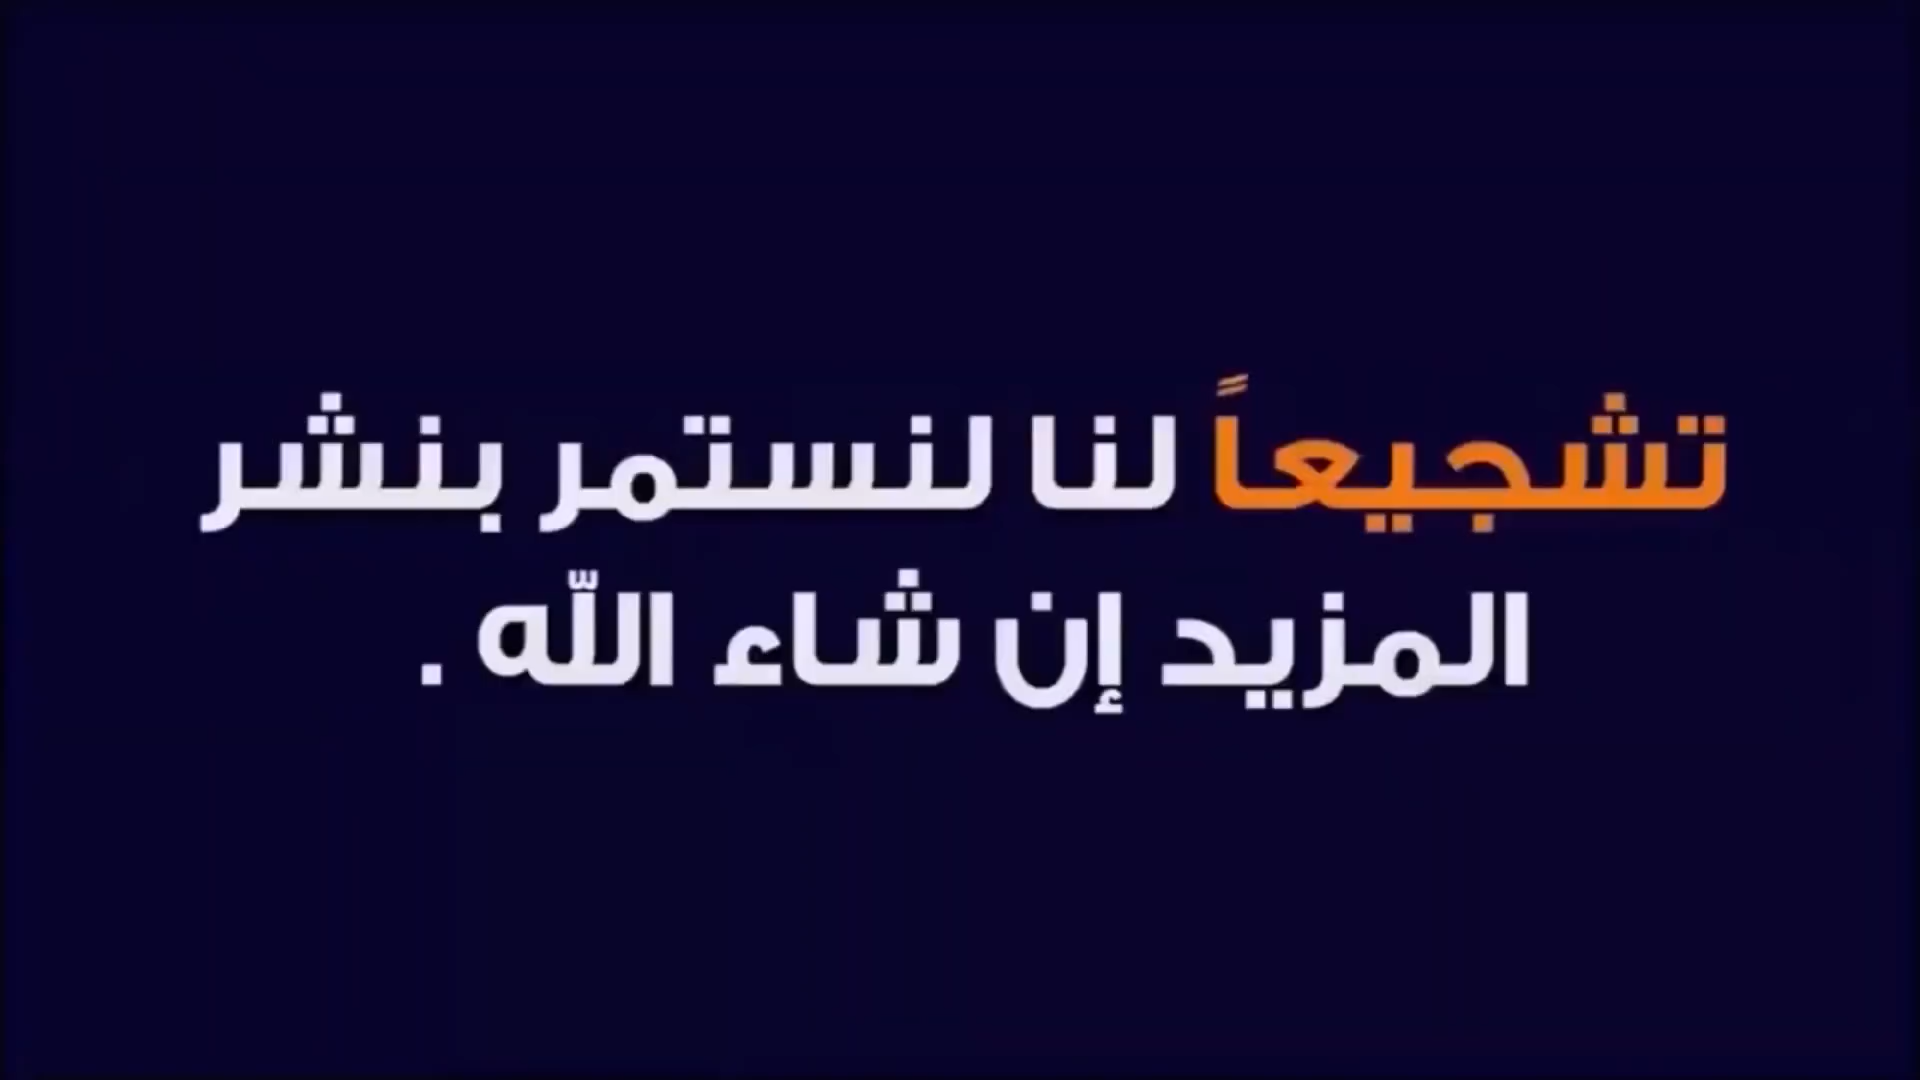 تشجيعاً لنا لنستمر بنشر
المزيد إن شاء اللّه .